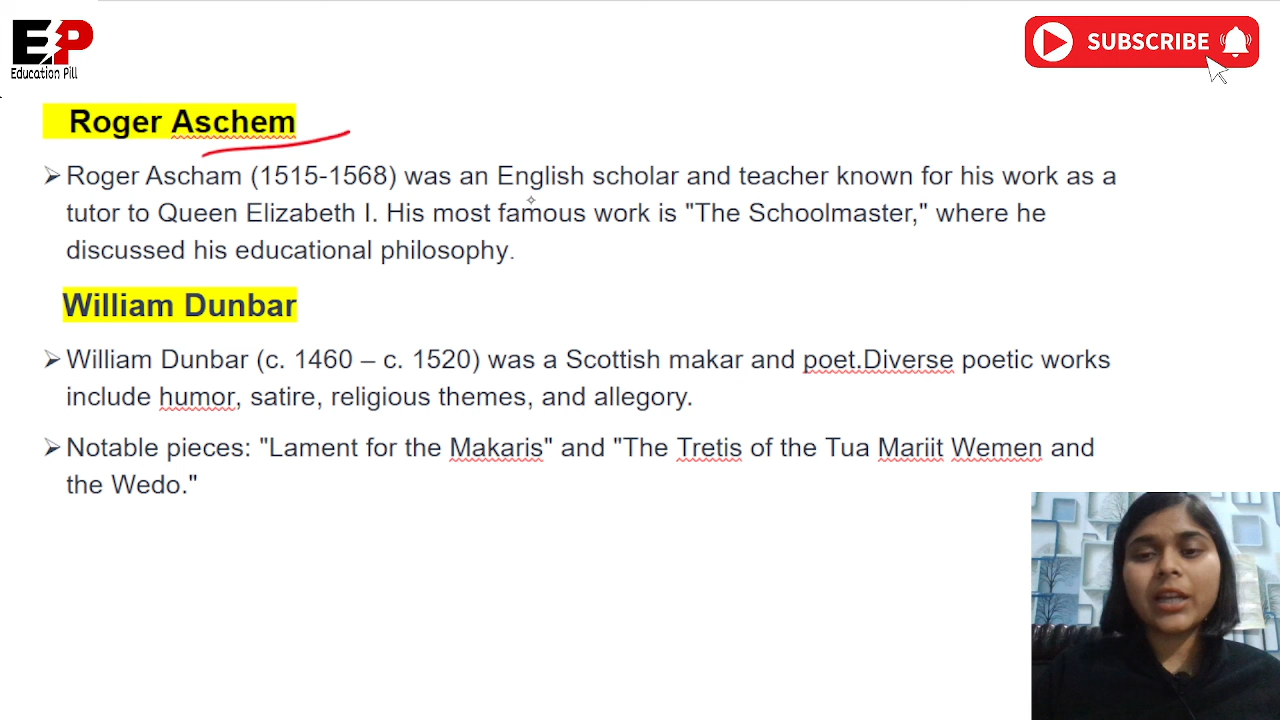 EP
Education Pill
SUBSCRIBE
Roger Aschem
Roger Ascham (1515-1568) was an English scholar and teacher known for his work as a
tutor to Queen Elizabeth I. His most famous work is "The Schoolmaster," where he
discussed his educational philosophy.
William Dunbar
William Dunbar (c. 1460 – c. 1520) was a Scottish makar and poet.Diverse poetic works
include humor, satire, religious themes, and allegory.
Notable pieces: "Lament for the Makaris" and "The Tretis of the Tua Mariit Wemen and
the Wedo."